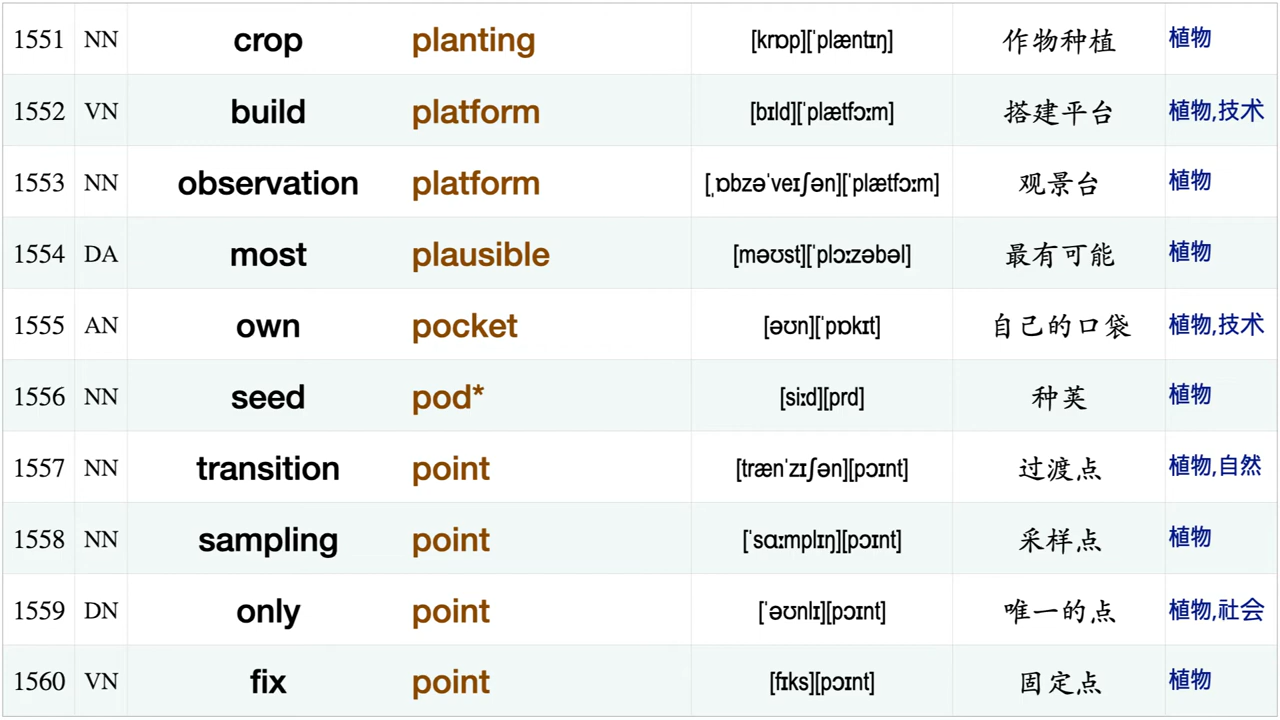 1551 NN crop planting [krɒp][ˈplæntɪŋ] 作物种植 植物
1552 VN build platform [bɪld][ˈplætfɔːm] 搭建平台 植物,技术
1553 NN observation platform [ˌɒbzəˈveɪʃən][ˈplætfɔːm] 观景台 植物
1554 DA most plausible [məʊst][ˈplɔːzəbəl] 最有可能 植物
1555 AN own pocket [əʊn][ˈpɒkɪt] 自己的口袋 植物,技术
1556 NN seed pod* [siːd][prd] 种荚 植物
1557 NN transition point [trænˈzɪʃən][pɔɪnt] 过渡点 植物,自然
1558 NN sampling point [ˈsɑːmplɪŋ][pɔɪnt] 采样点 植物
1559 DN only point [ˈəʊnlɪ][pɔɪnt] 唯一的点 植物,社会
1560 VN fix point [fɪks][pɔɪnt] 固定点 植物